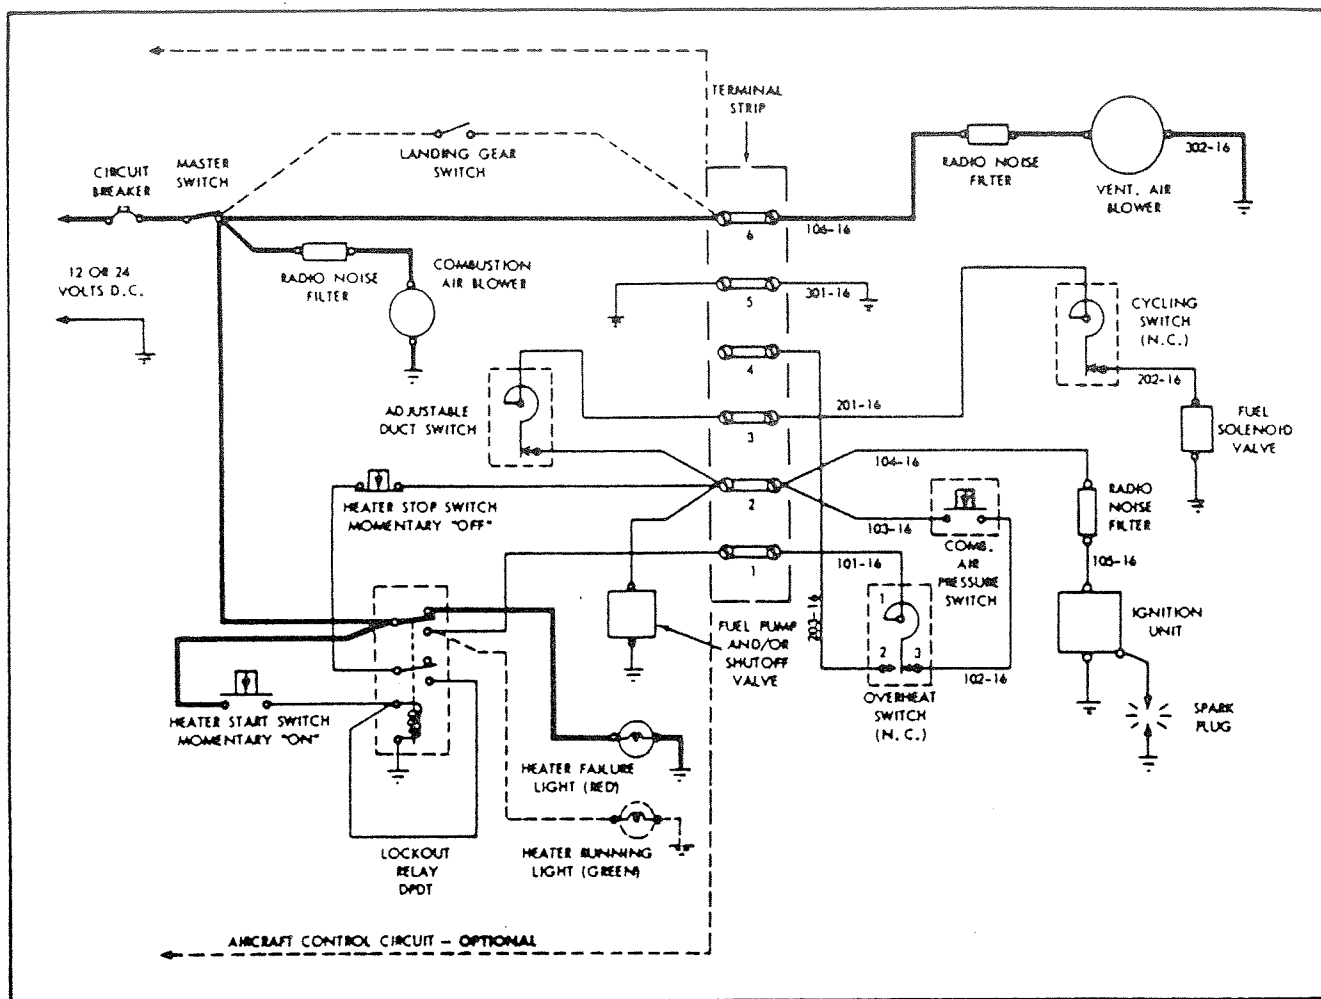 TERMINAL
STRIP
LANDING GEAR
SWITCH
CIRCUIT
BREAKER
MASTER
SWITCH
RADIO NOISE
FILTER
VENT. AIR
BLOWER
302-16
6
106-16
12 OR 24
VOLTS D.C.
RADIO NOISE
FILTER
COMBUSTION
AIR BLOWER
5
301-16
CYCLING
SWITCH
(N.C.)
4
202-16
ADJUSTABLE
DUCT SWITCH
3
201-16
FUEL
SOLENOID
VALVE
104-16
HEATER STOP SWITCH
MOMENTARY "OFF"
2
103-16
RADIO
NOISE
FILTER
COMB.
AIR
PRESSURE
SWITCH
1
101-16
105-16
203-16
1
2
3
102-16
IGNITION
UNIT
FUEL PUMP
AND/OR
SHUTOFF
VALVE
OVERHEAT
SWITCH
(N.C.)
SPARK
PLUG
HEATER START SWITCH
MOMENTARY "ON"
HEATER FAILURE
LIGHT (RED)
HEATER RUNNING
LIGHT (GREEN)
LOCKOUT
RELAY
DPDT
AIRCRAFT CONTROL CIRCUIT - OPTIONAL